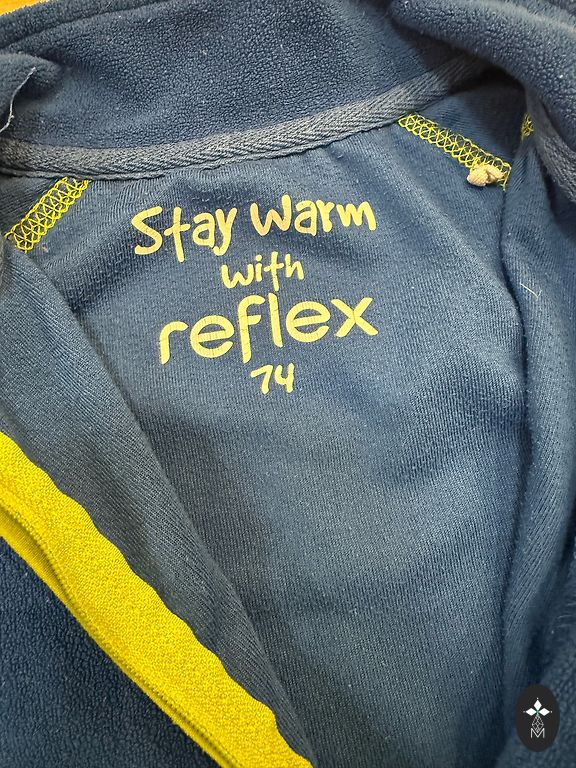 Stay Warm
with
reflex
74